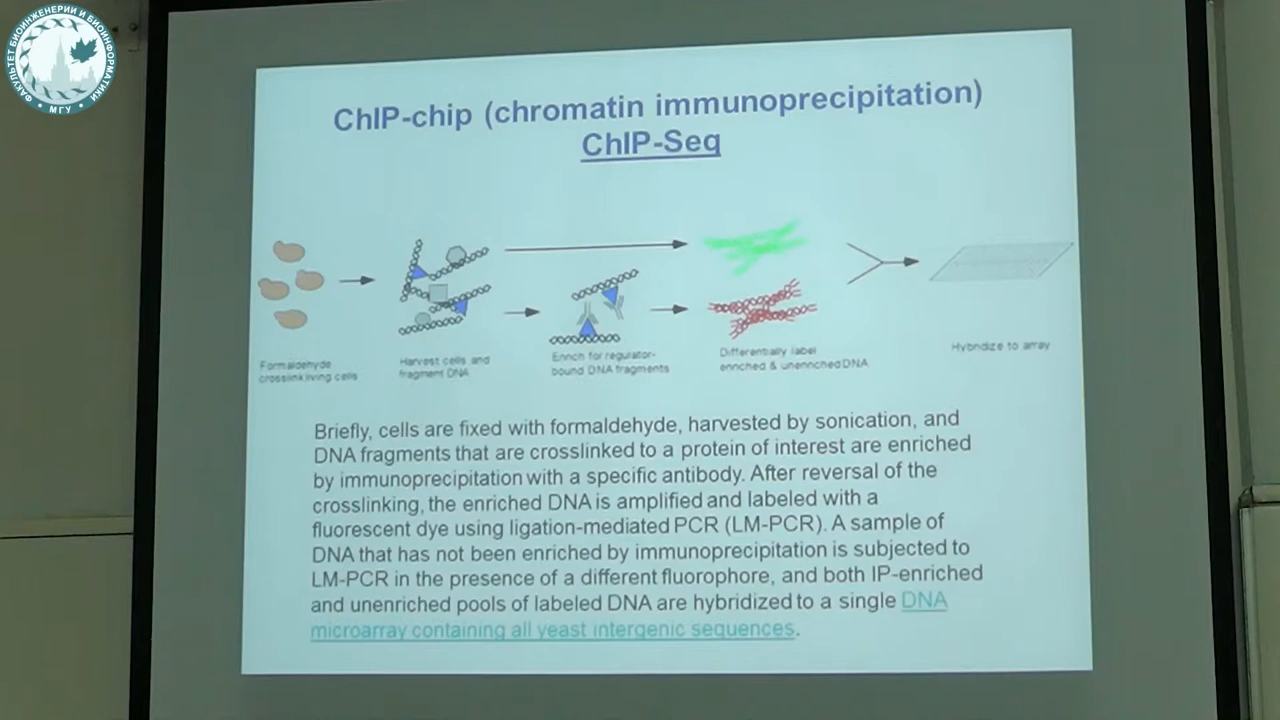 ФАКУЛЬТЕТ БИОИНЖЕНЕРИИ И БИОИНФОРМАТИКИ
МГУ
ChIP-chip (chromatin immunoprecipitation)
ChIP-Seq
Formaldehyde
crosslink living cells
Harvest cells and
fragment DNA
Enrich for regulator-
bound DNA fragments
Differentially label
enriched & unenriched DNA
Hybridize to array
Briefly, cells are fixed with formaldehyde, harvested by sonication, and
DNA fragments that are crosslinked to a protein of interest are enriched
by immunoprecipitation with a specific antibody. After reversal of the
crosslinking, the enriched DNA is amplified and labeled with a
fluorescent dye using ligation-mediated PCR (LM-PCR). A sample of
DNA that has not been enriched by immunoprecipitation is subjected to
LM-PCR in the presence of a different fluorophore, and both IP-enriched
and unenriched pools of labeled DNA are hybridized to a single DNA
microarray containing all yeast intergenic sequences.